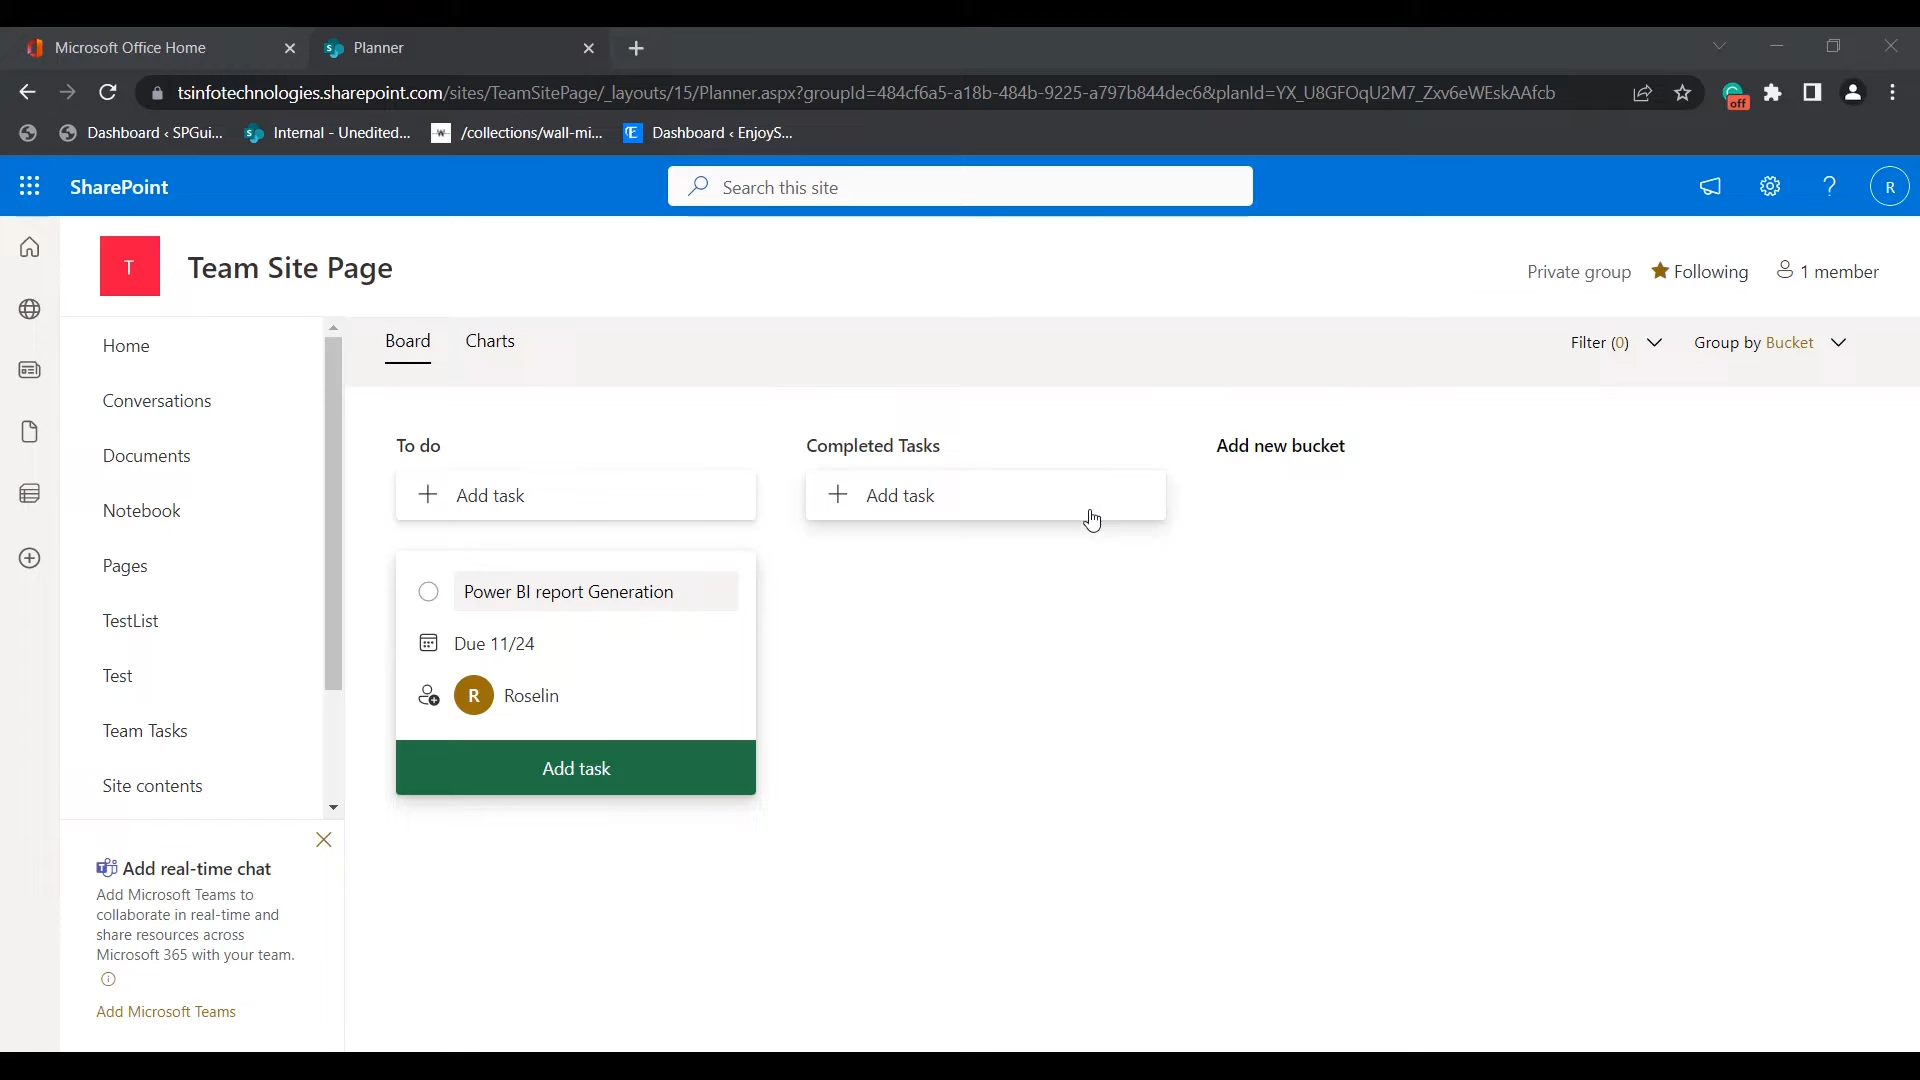 Microsoft Office Home
Planner
tsinfotechnologies.sharepoint.com/sites/TeamSitePage/_layouts/15/Planner.aspx?groupId=484cf6a5-a18b-484b-9225-a797b844dec6&planId=YX_U8GFOqU2M7_Zxv6eWEskAAfcb
off
Dashboard ‹ SPGui...
Internal - Unedited...
/collections/wall-mi...
Dashboard ‹ EnjoyS...
SharePoint
Search this site
R
T
Team Site Page
Private group
Following
1 member
Home
Conversations
Documents
Notebook
Pages
TestList
Test
Team Tasks
Site contents
Board
Charts
Filter (0)
Group by Bucket
To do
Add task
Power BI report Generation
Due 11/24
R
Roselin
Add task
Completed Tasks
Add task
Add new bucket
Add real-time chat
Add Microsoft Teams to
collaborate in real-time and
share resources across
Microsoft 365 with your team.
Add Microsoft Teams